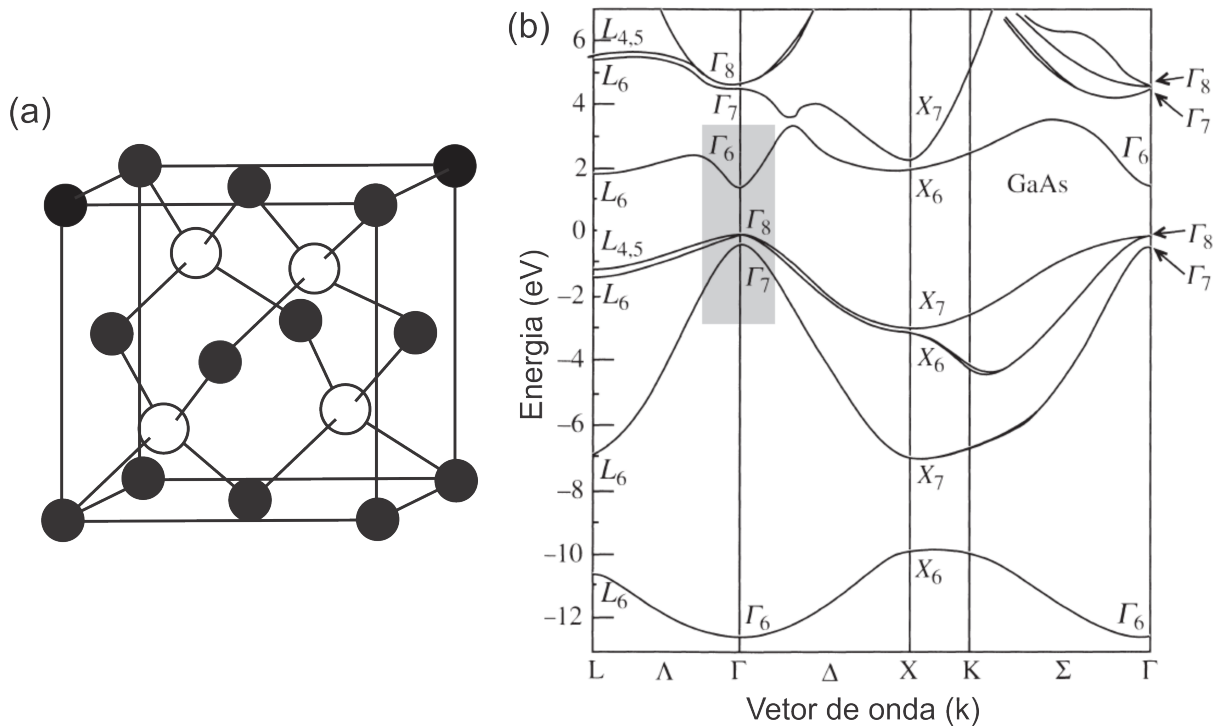 (a)
(b)
Energia (eV)
6
4
2
0
−2
−4
−6
−8
−10
−12
L₄,₅
L₆
Γ₈
Γ₇
X₇
Γ₈
Γ₇
Γ₆
L₆
X₆
GaAs
Γ₆
L₄,₅
L₆
Γ₈
Γ₇
X₇
X₆
Γ₈
Γ₇
L₆
X₇
L₆
Γ₆
X₆
Γ₆
L Λ Γ Δ X K Σ Γ
Vetor de onda (k)